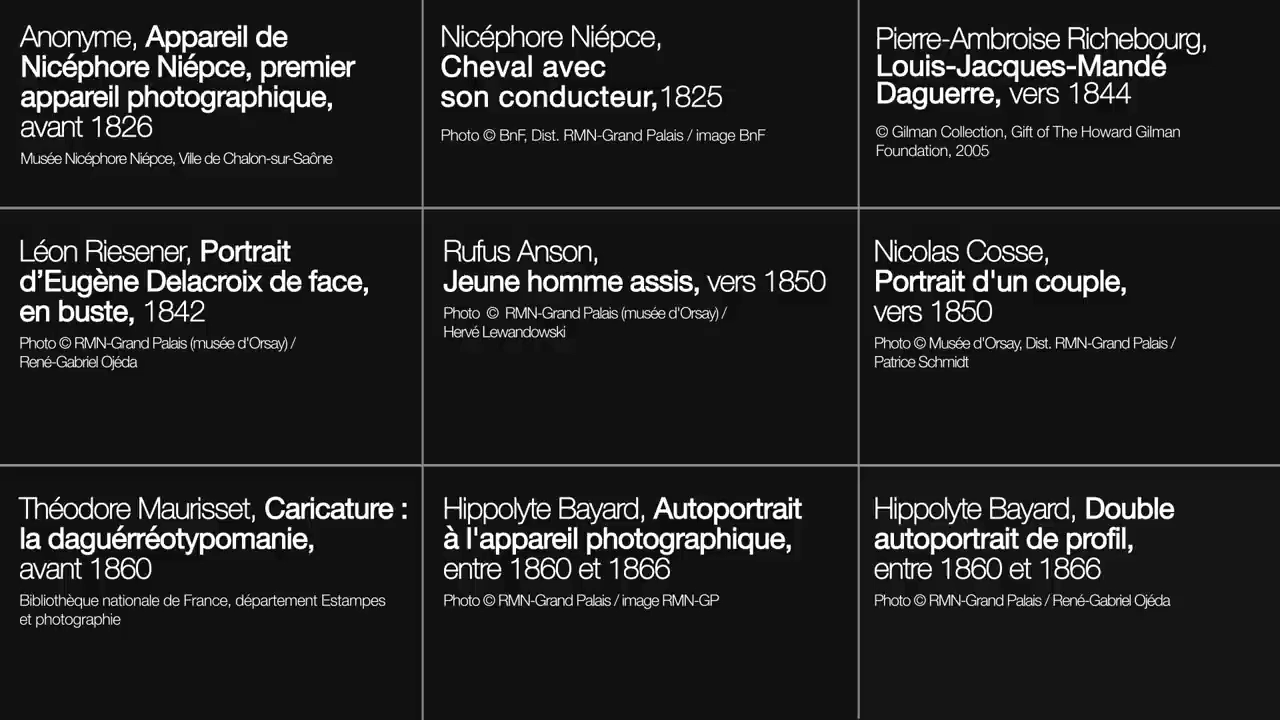 Anonyme, Appareil de
Nicéphore Niépce, premier
appareil photographique,
avant 1826
Musée Nicéphore Niépce, Ville de Chalon-sur-Saône
Nicéphore Niépce,
Cheval avec
son conducteur,1825
Photo © BnF, Dist. RMN-Grand Palais / image BnF
Pierre-Ambroise Richebourg,
Louis-Jacques-Mandé
Daguerre, vers 1844
© Gilman Collection, Gift of The Howard Gilman
Foundation, 2005
Léon Riesener, Portrait
d’Eugène Delacroix de face,
en buste, 1842
Photo © RMN-Grand Palais (musée d'Orsay) /
René-Gabriel Ojéda
Rufus Anson,
Jeune homme assis, vers 1850
Photo © RMN-Grand Palais (musée d'Orsay) /
Hervé Lewandowski
Nicolas Cosse,
Portrait d'un couple,
vers 1850
Photo © Musée d'Orsay, Dist. RMN-Grand Palais /
Patrice Schmidt
Théodore Maurisset, Caricature :
la daguérréotypomanie,
avant 1860
Bibliothèque nationale de France, département Estampes
et photographie
Hippolyte Bayard, Autoportrait
à l'appareil photographique,
entre 1860 et 1866
Photo © RMN-Grand Palais / image RMN-GP
Hippolyte Bayard, Double
autoportrait de profil,
entre 1860 et 1866
Photo © RMN-Grand Palais / René-Gabriel Ojéda